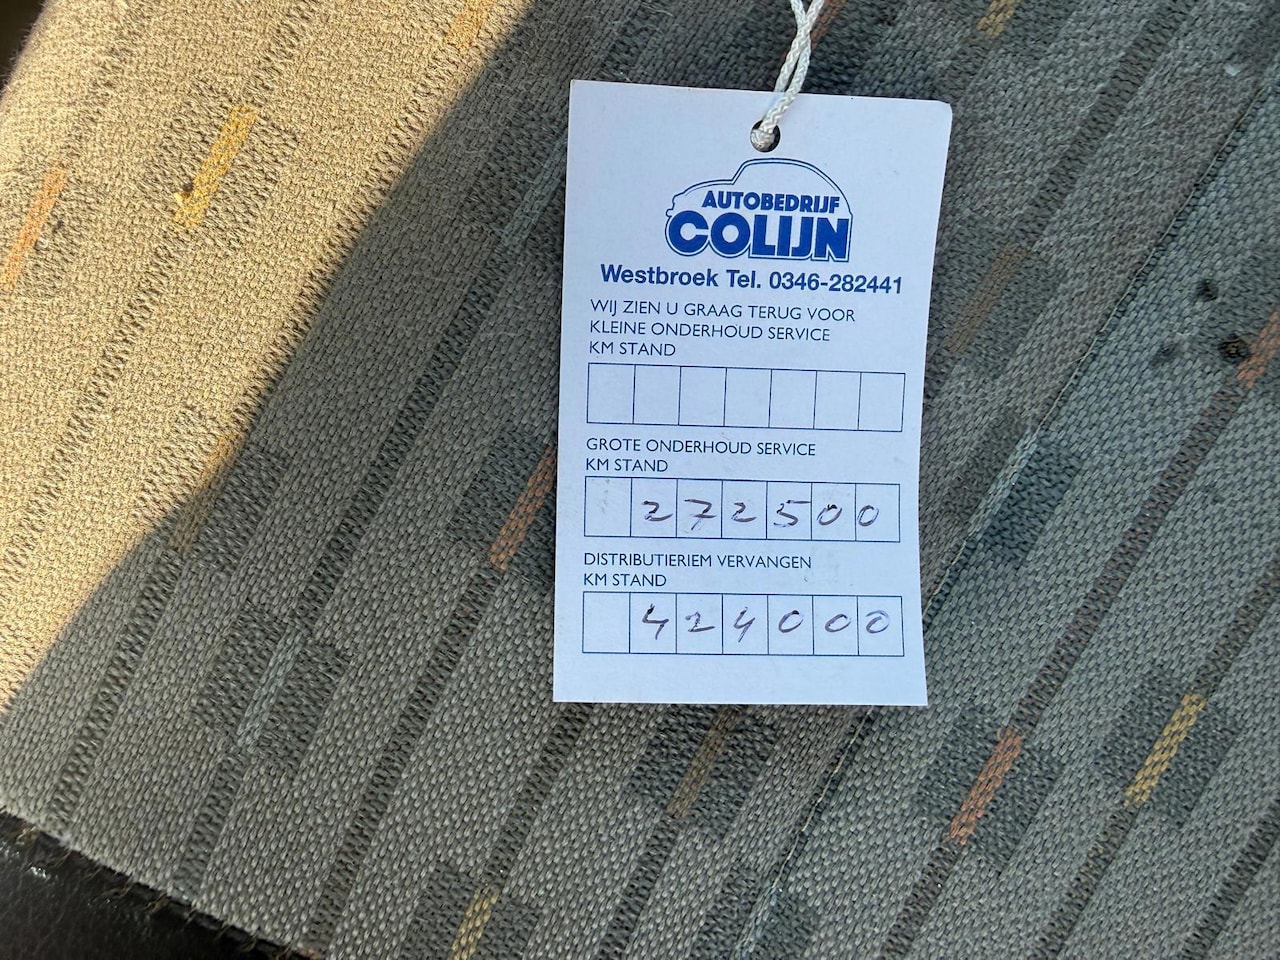 AUTOBEDRIJF
COLIJN
Westbroek Tel. 0346-282441
WIJ ZIEN U GRAAG TERUG VOOR
KLEINE ONDERHOUD SERVICE
KM STAND
GROTE ONDERHOUD SERVICE
KM STAND
272500
DISTRIBUTIERIEM VERVANGEN
KM STAND
424000